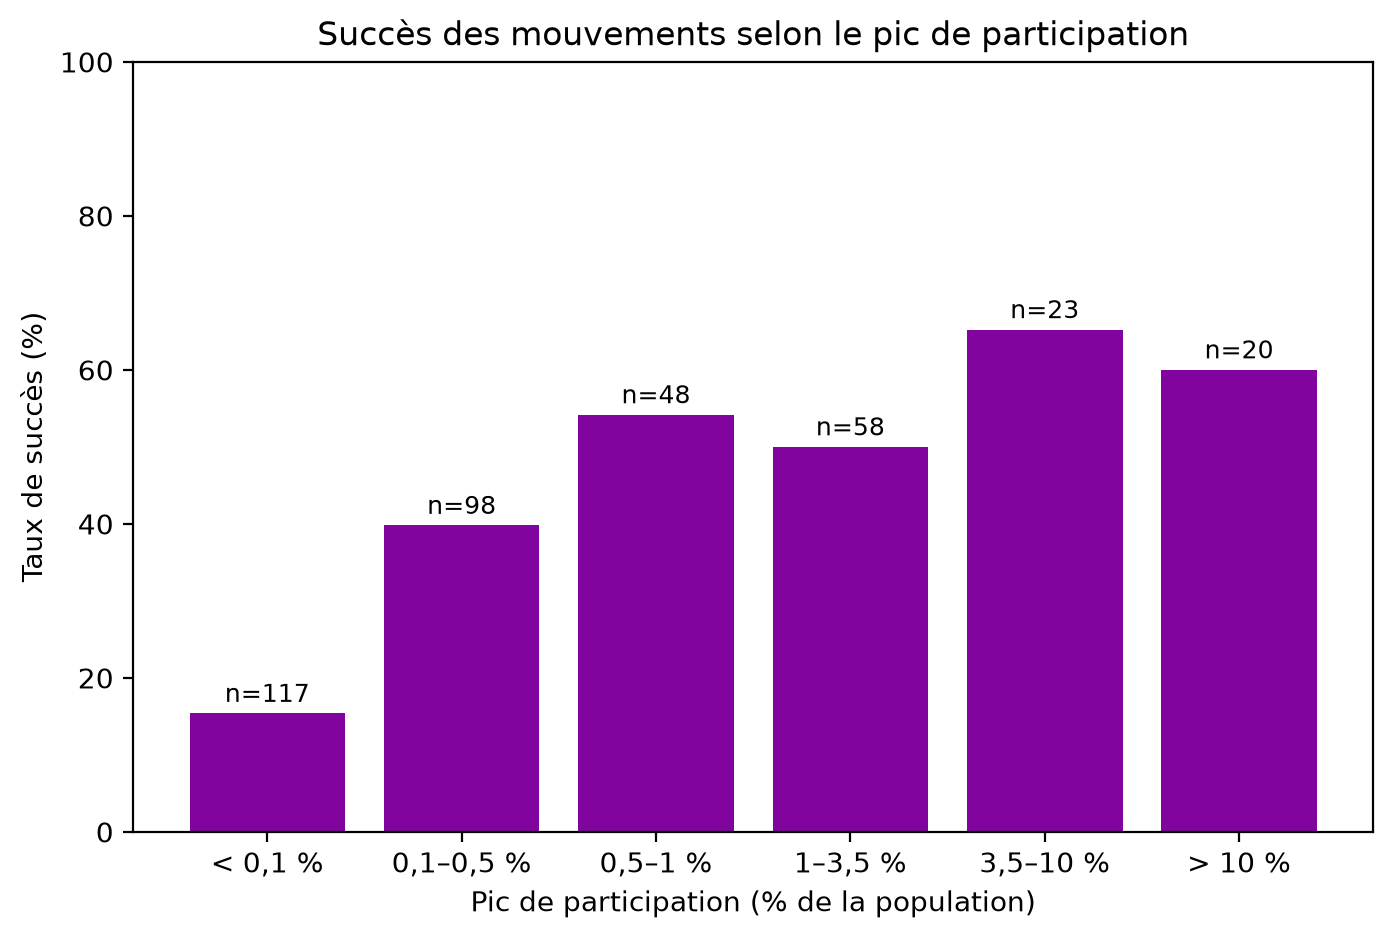 Succès des mouvements selon le pic de participation
Taux de succès (%)
100
80
60
40
20
0
n=117
n=98
n=48
n=58
n=23
n=20
< 0,1 %
0,1–0,5 %
0,5–1 %
1–3,5 %
3,5–10 %
> 10 %
Pic de participation (% de la population)